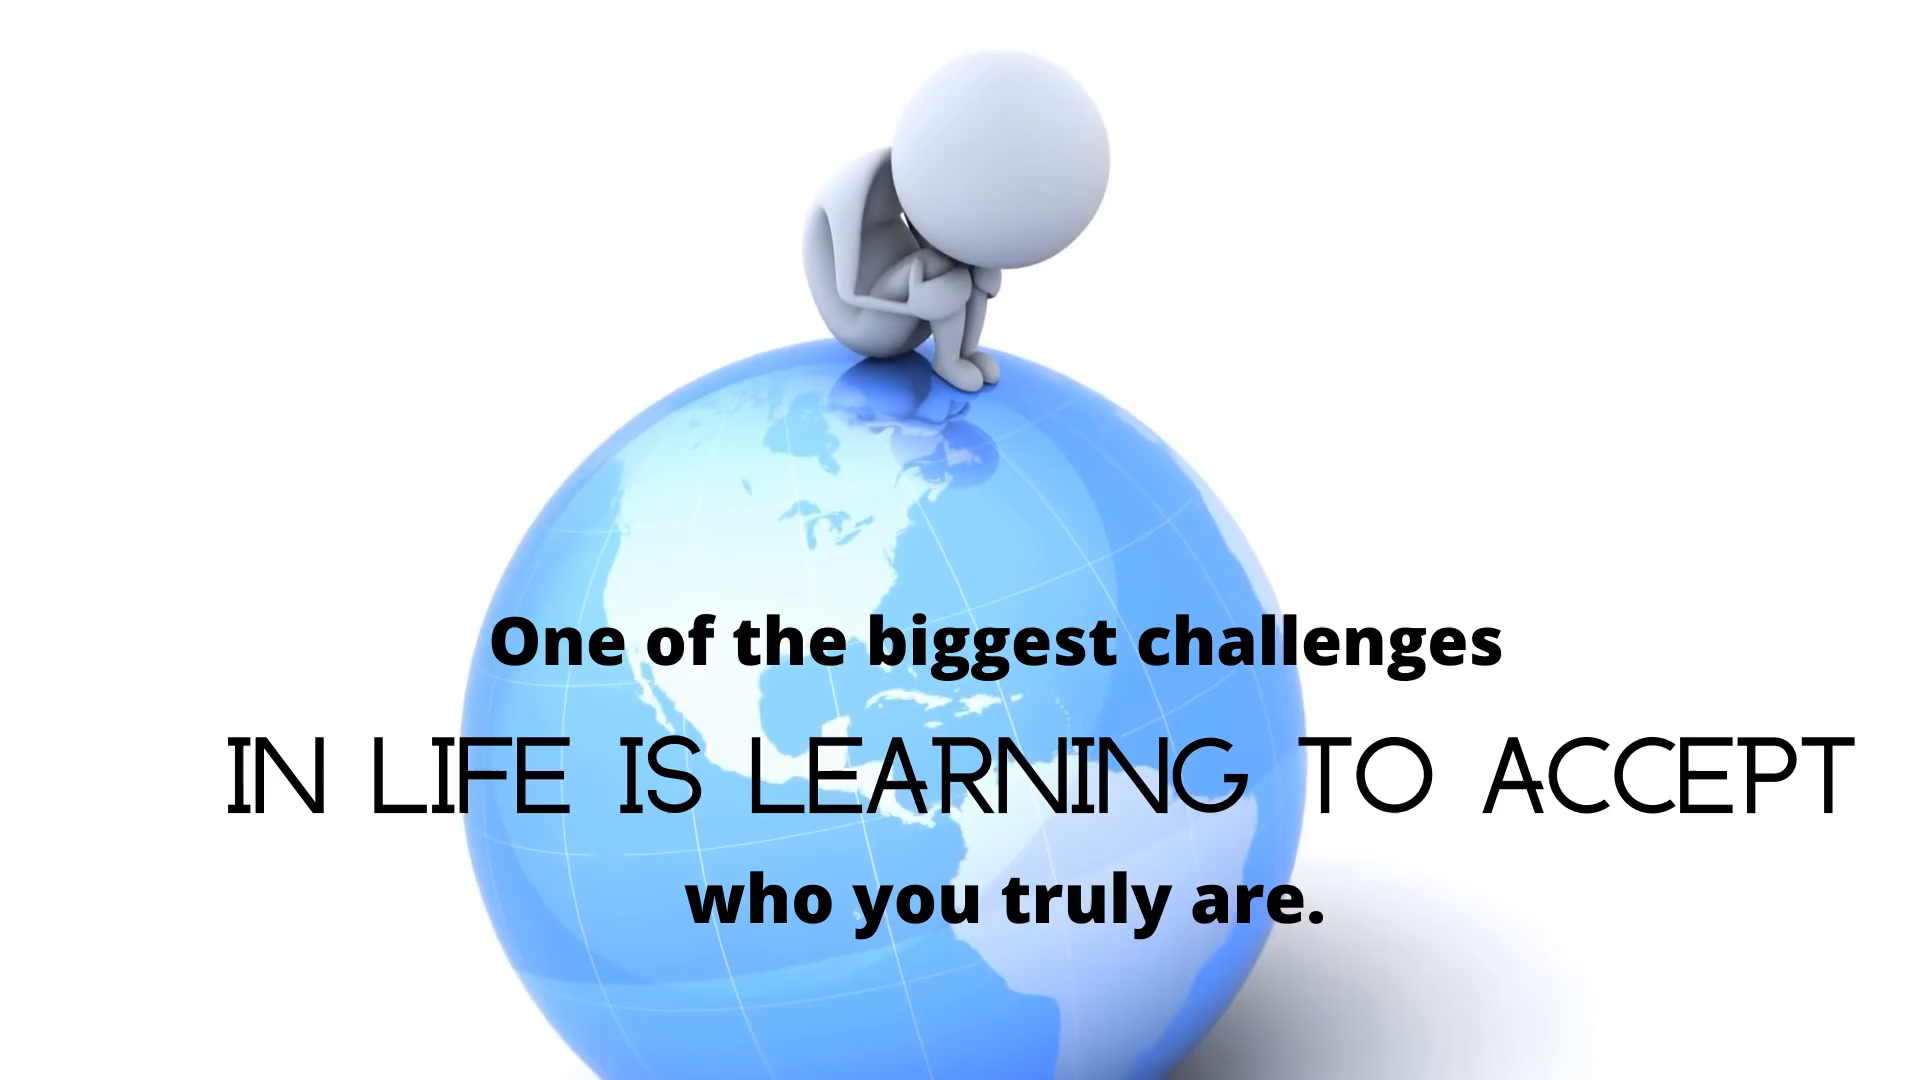 One of the biggest challenges
IN LIFE IS LEARNING TO ACCEPT
who you truly are.